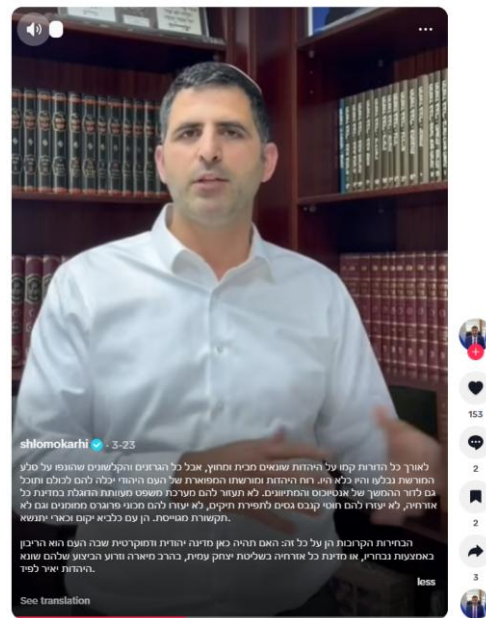 shlomokarhi · 3-23
לאורך כל הדורות קמו על היהדות שונאים מבית ומחוץ, אבל כל הגרזנים והקלשונים שהונפו על סלע
המורשת נבלעו והיו כלא היו. רוח היהדות ומורשתו המפוארת של העם היהודי יכלה להם לכולם ותוכל
גם לדור ההמשך של אנטיוכוס והמתיוונים. לא תעזור להם מערכת משפט מעוותת הדוגלת במדינת כל
אזרחיה, לא יעזרו להם חוטי קנבס גסים לתפירת תיקים, לא יעזרו להם מכוני פרוגרס ממומנים וגם לא
תקשורת מגוייסת. הן עם כלביא יקום וכארי יתנשא.
הבחירות הקרובות הן על כל זה: האם תהיה כאן מדינה יהודית ודמוקרטית שבה העם הוא הריבון
באמצעות נבחריו, או מדינת כל אזרחיה בשליטת יצחק עמית, בהרב מיארה וזרוע הביצוע שלהם שונא
היהדות יאיר לפיד.
less
See translation
153
2
2
3